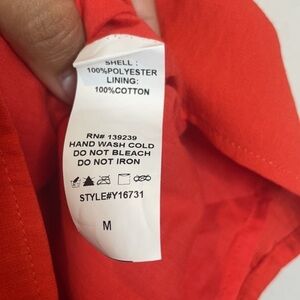 SHELL :
100%POLYESTER
LINING:
100%COTTON
RN# 139239
HAND WASH COLD
DO NOT BLEACH
DO NOT IRON
STYLE#Y16731
M